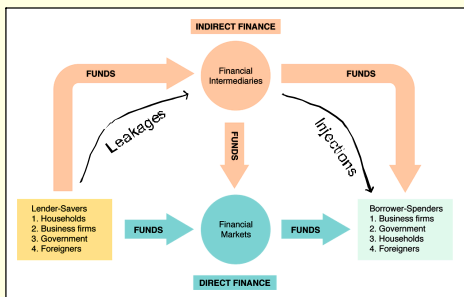 INDIRECT FINANCE
FUNDS
Financial
Intermediaries
FUNDS
Leakages
Injections
FUNDS
Lender-Savers
1. Households
2. Business firms
3. Government
4. Foreigners
FUNDS
Financial
Markets
FUNDS
Borrower-Spenders
1. Business firms
2. Government
3. Households
4. Foreigners
DIRECT FINANCE